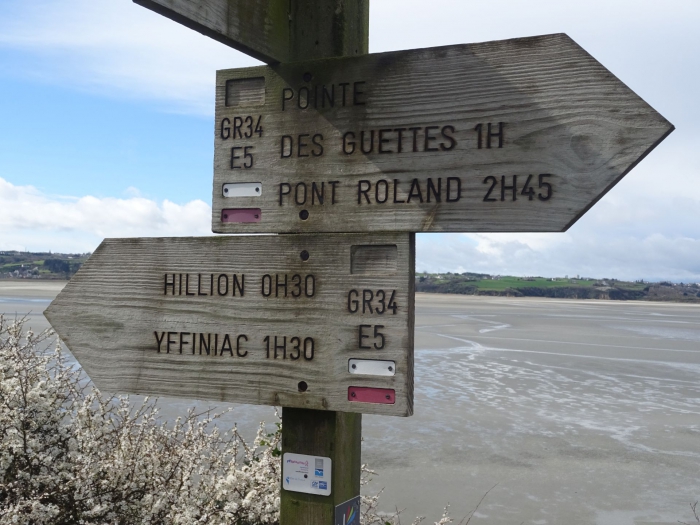 POINTE
GR34
DES GUETTES 1H
E5
PONT ROLAND 2H45
HILLION 0H30
GR34
E5
YFFINIAC 1H30